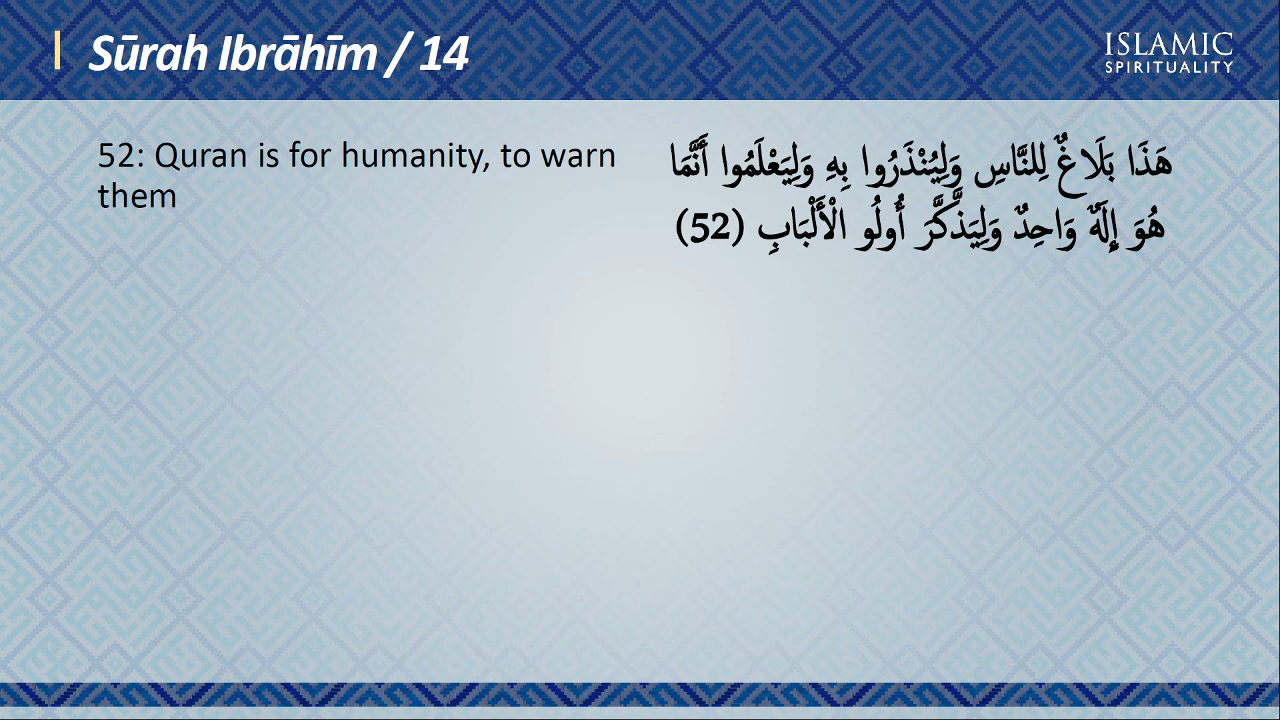 Sūrah Ibrāhīm / 14
ISLAMIC
SPIRITUALITY
52: Quran is for humanity, to warn
them
هَذَا بَلَاغٌ لِلنَّاسِ وَلِيُنْذَرُوا بِهِ وَلِيَعْلَمُوا أَنَّمَا
هُوَ إِلَهٌ وَاحِدٌ وَلِيَذَّكَّرَ أُولُو الْأَلْبَابِ (52)